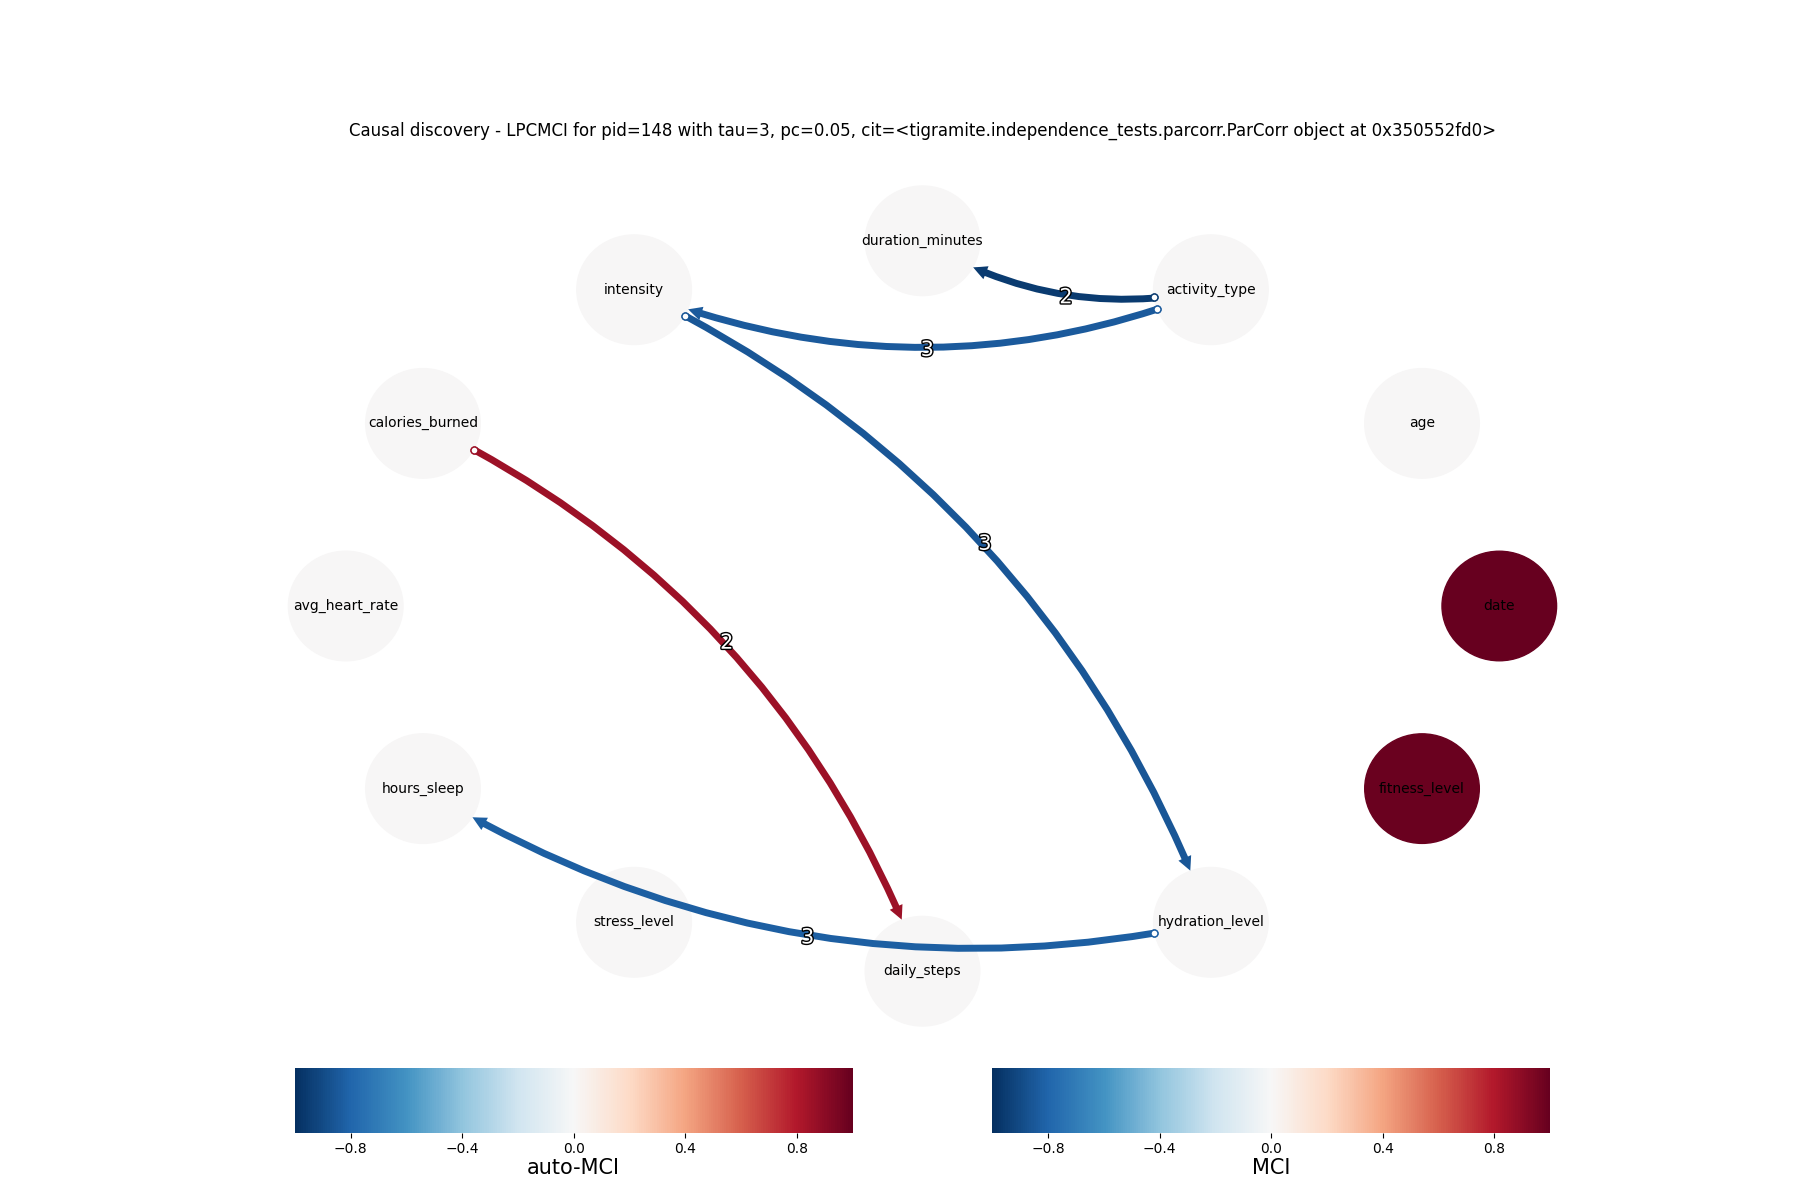 Causal discovery - LPCMCI for pid=148 with tau=3, pc=0.05, cit=<tigramite.independence_tests.parcorr.ParCorr object at 0x350552fd0>
duration_minutes
intensity
activity_type
2
3
calories_burned
age
3
avg_heart_rate
date
2
hours_sleep
fitness_level
stress_level
hydration_level
3
daily_steps
−0.8 −0.4 0.0 0.4 0.8
auto-MCI
−0.8 −0.4 0.0 0.4 0.8
MCI